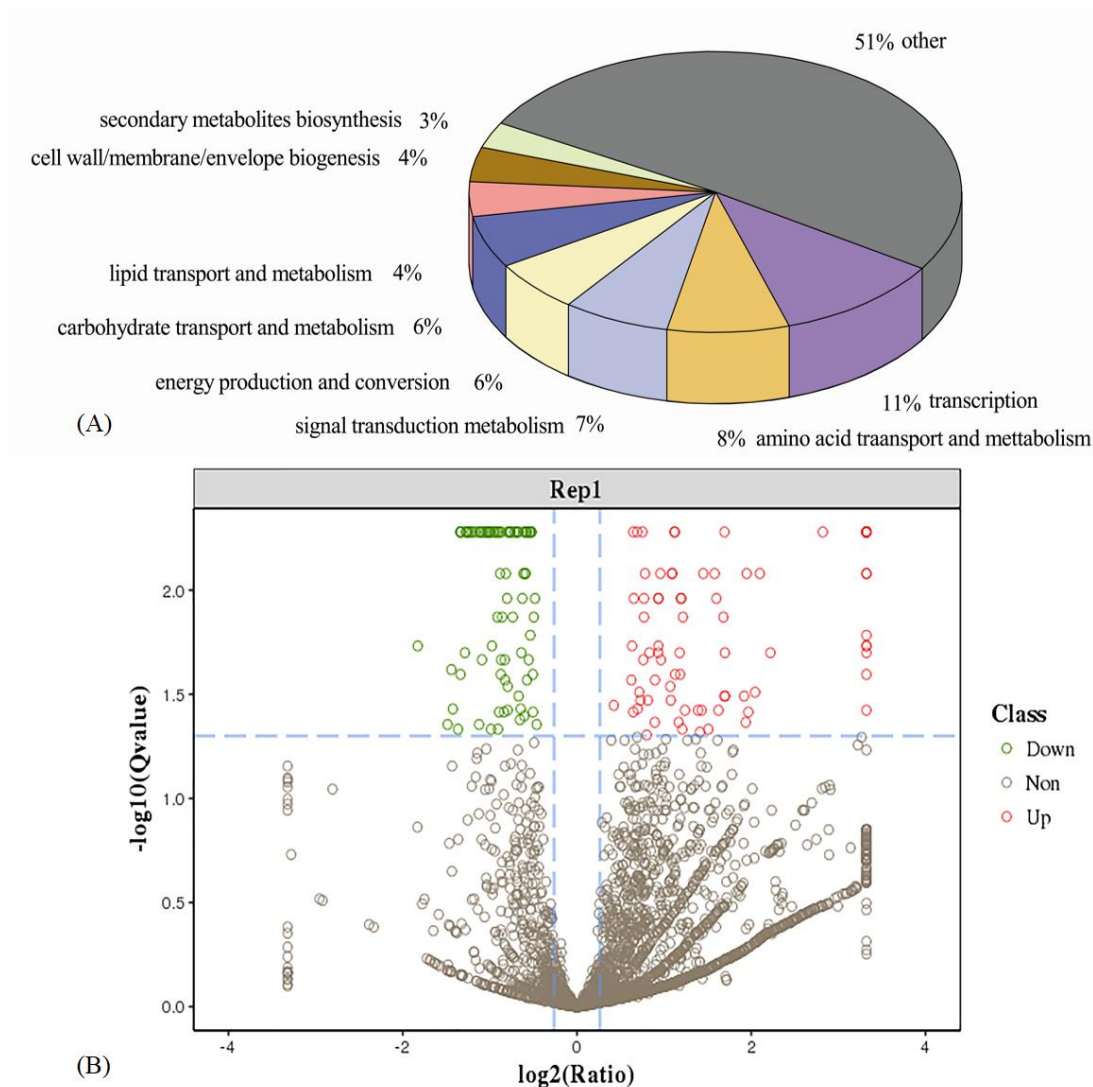 51% other
secondary metabolites biosynthesis 3%
cell wall/membrane/envelope biogenesis 4%
lipid transport and metabolism 4%
carbohydrate transport and metabolism 6%
energy production and conversion 6%
signal transduction metabolism 7%
11% transcription
8% amino acid traansport and mettabolism
(A)
Rep1
2.0
1.5
1.0
0.5
0.0
-log10(Qvalue)
-4 -2 0 2 4
log2(Ratio)
Class
Down
Non
Up
(B)